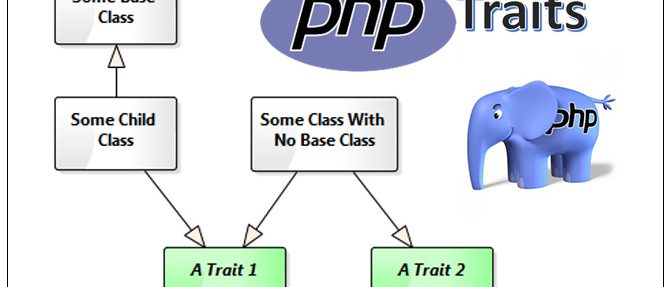 Some Base
Class
php
Traits
Some Child
Class
Some Class With
No Base Class
php
A Trait 1
A Trait 2